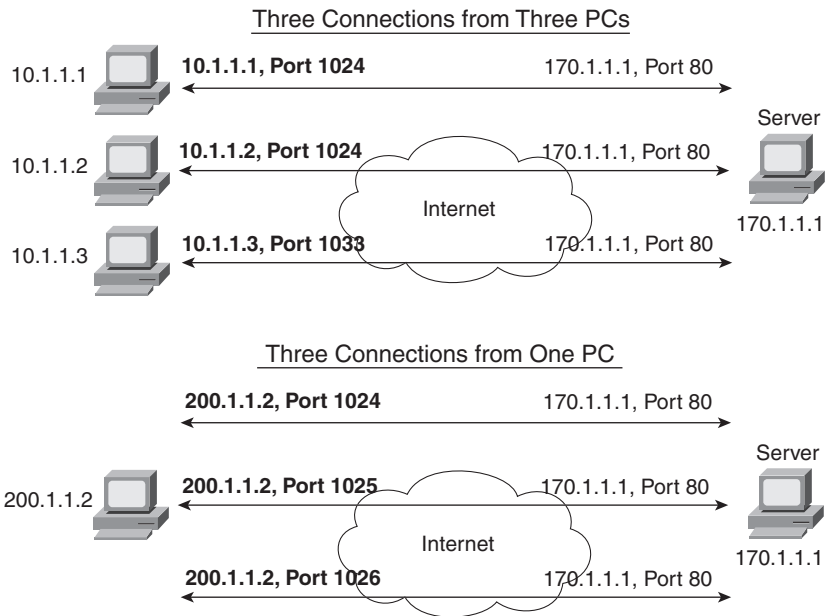 Three Connections from Three PCs
10.1.1.1
10.1.1.1, Port 1024
170.1.1.1, Port 80
Server
10.1.1.2
10.1.1.2, Port 1024
170.1.1.1, Port 80
Internet
170.1.1.1
10.1.1.3
10.1.1.3, Port 1033
170.1.1.1, Port 80
Three Connections from One PC
200.1.1.2, Port 1024
170.1.1.1, Port 80
Server
200.1.1.2
200.1.1.2, Port 1025
170.1.1.1, Port 80
Internet
170.1.1.1
200.1.1.2, Port 1026
170.1.1.1, Port 80